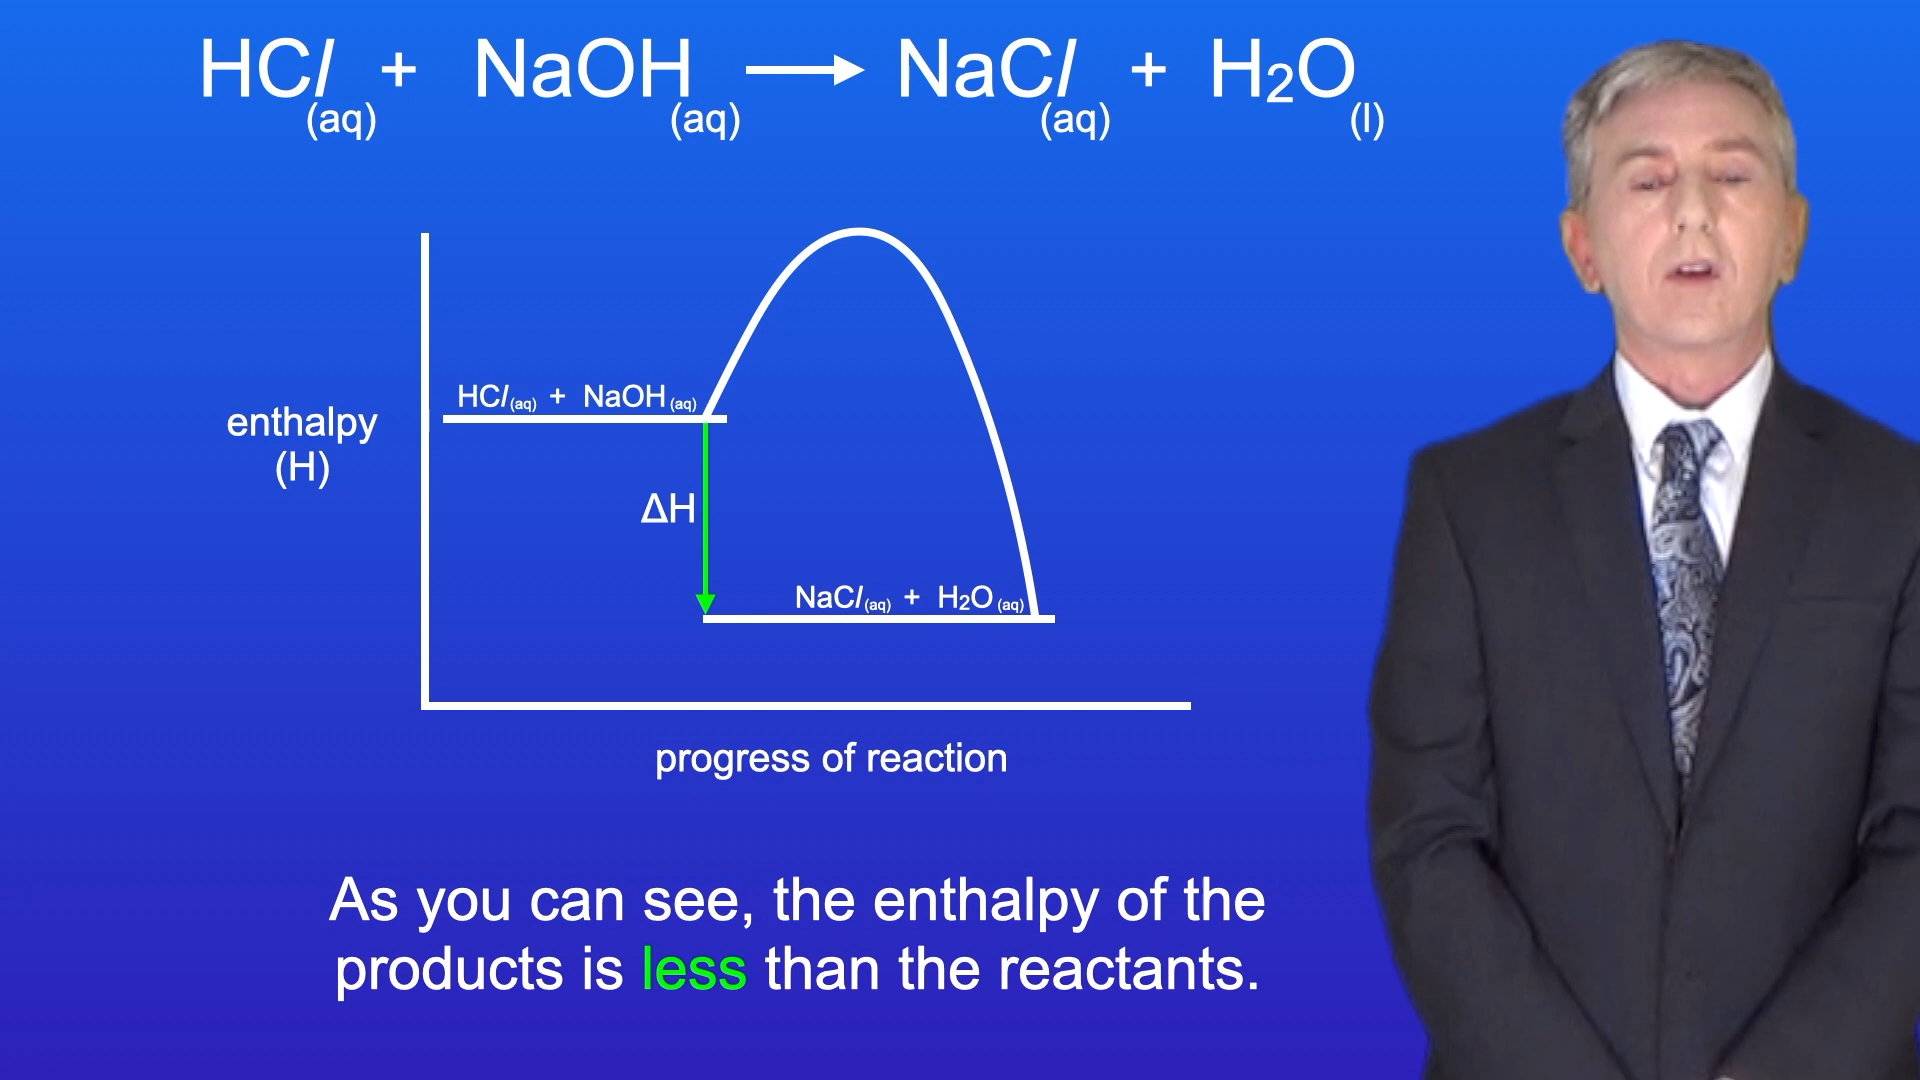 HCl(aq) + NaOH(aq) → NaCl(aq) + H2O(l)
HCl(aq) + NaOH(aq)
enthalpy
(H)
ΔH
NaCl(aq) + H2O(aq)
progress of reaction
As you can see, the enthalpy of the
products is less than the reactants.